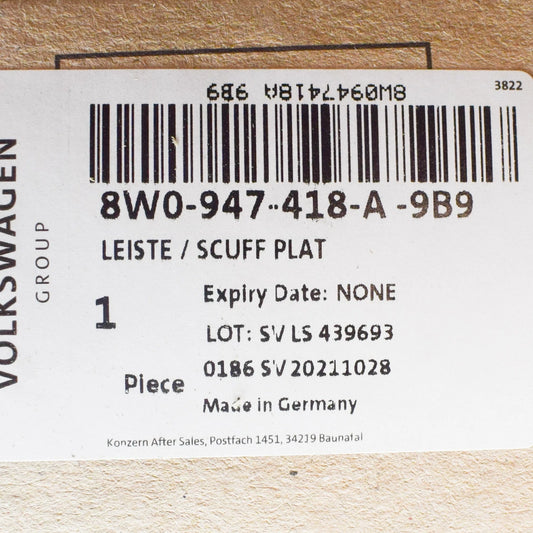 3822
8W0947418A 9B9
8W0-947-418-A -9B9
LEISTE / SCUFF PLAT
1
Piece
Expiry Date: NONE
LOT: SV LS 439693
0186 SV 20211028
Made in Germany
Konzern After Sales, Postfach 1451, 34219 Baunatal
VOLKSWAGEN
GROUP